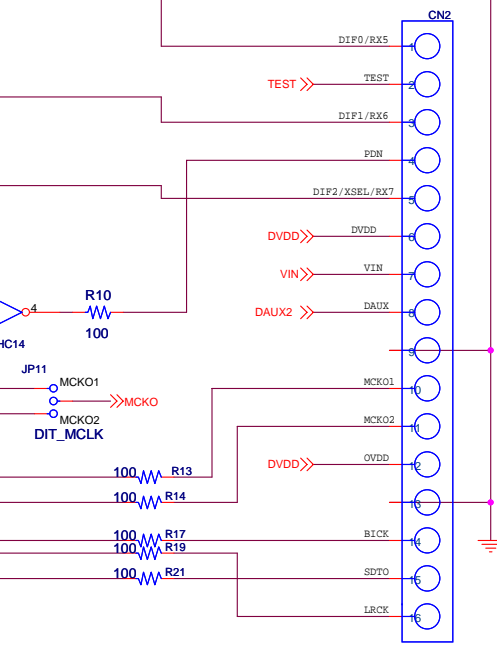 CN2
DIF0/RX5
1
TEST
TEST
2
DIF1/RX6
3
PDN
4
DIF2/XSEL/RX7
5
DVDD
DVDD
6
VIN
VIN
7
DAUX2
DAUX
8
R10
4
100
HC14
9
JP11
MCKO1
MCKO
MCKO2
DIT_MCLK
MCKO1
10
MCKO2
11
DVDD
OVDD
12
100 R13
100 R14
13
100 R17
BICK
14
100 R19
100 R21
SDTO
15
LRCK
16